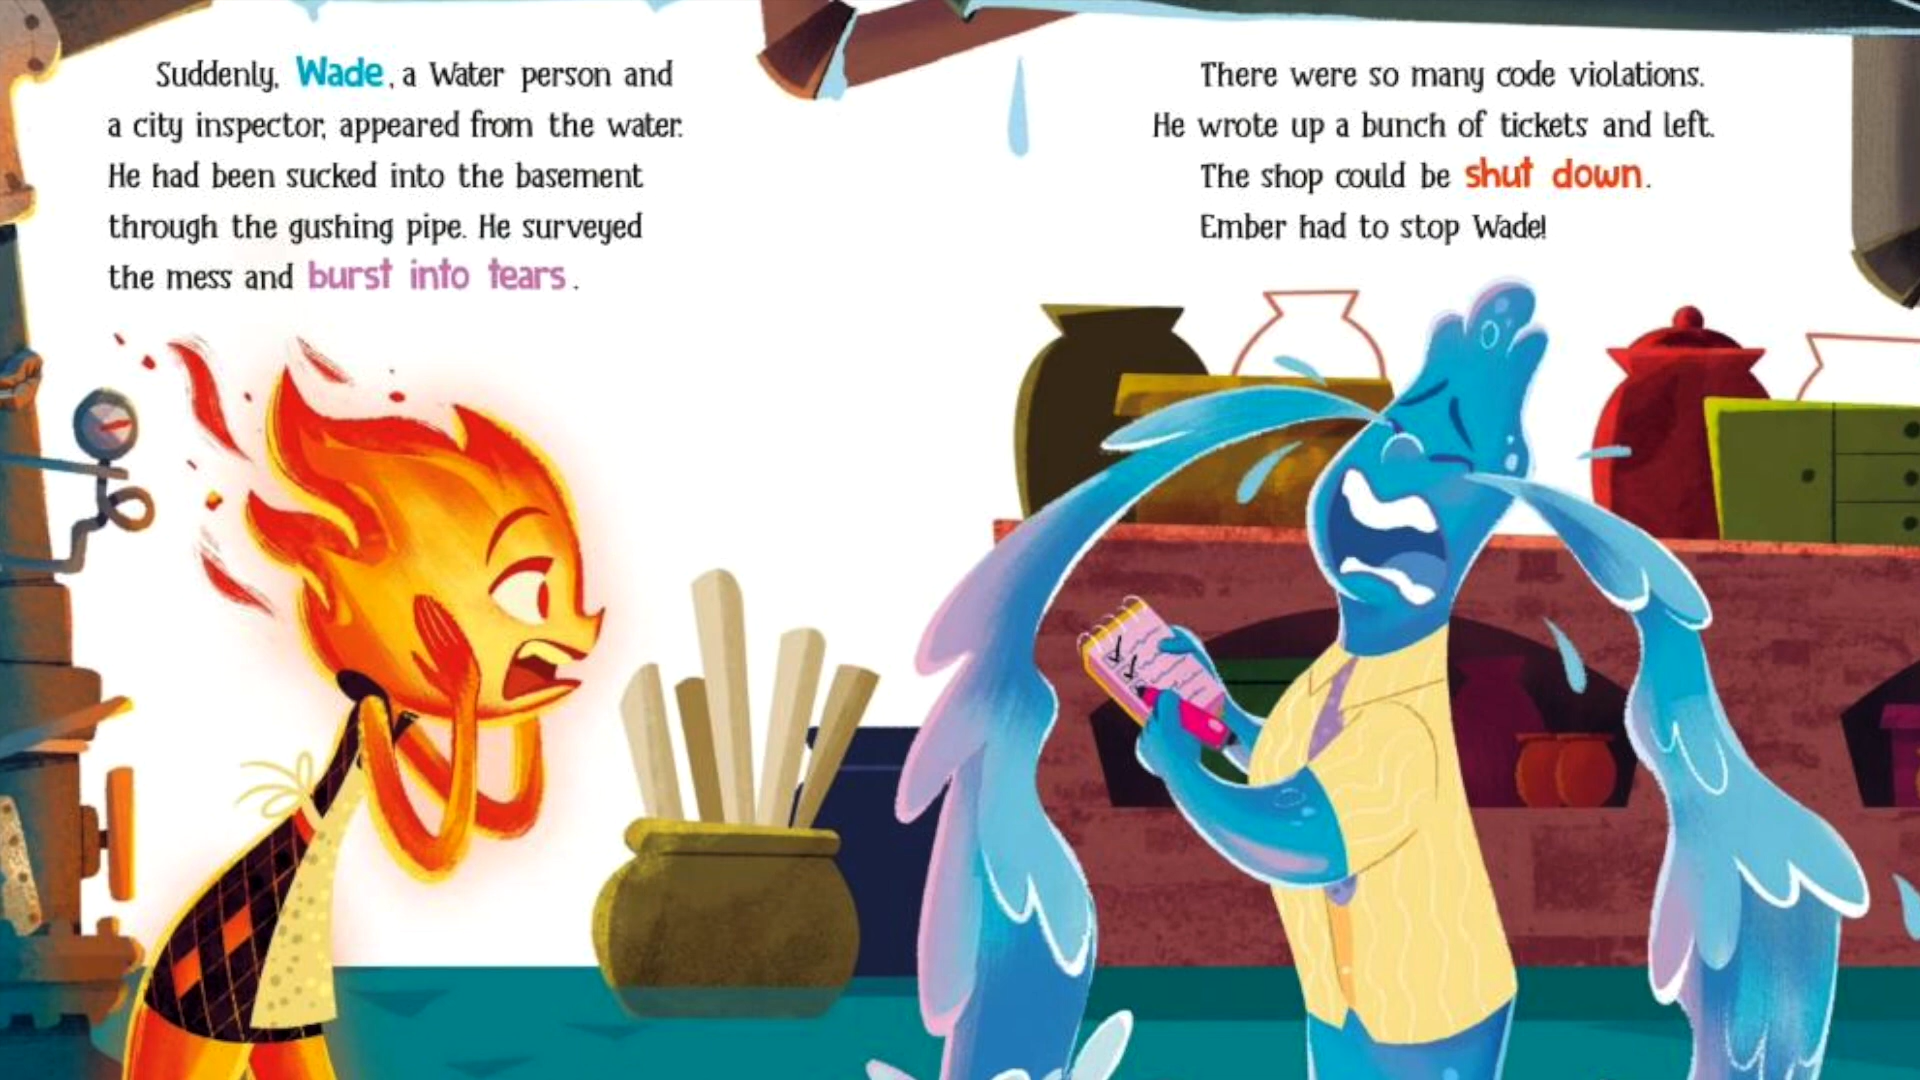 Suddenly, Wade, a Water person and
a city inspector, appeared from the water.
He had been sucked into the basement
through the gushing pipe. He surveyed
the mess and burst into tears.
There were so many code violations.
He wrote up a bunch of tickets and left.
The shop could be shut down.
Ember had to stop Wade!